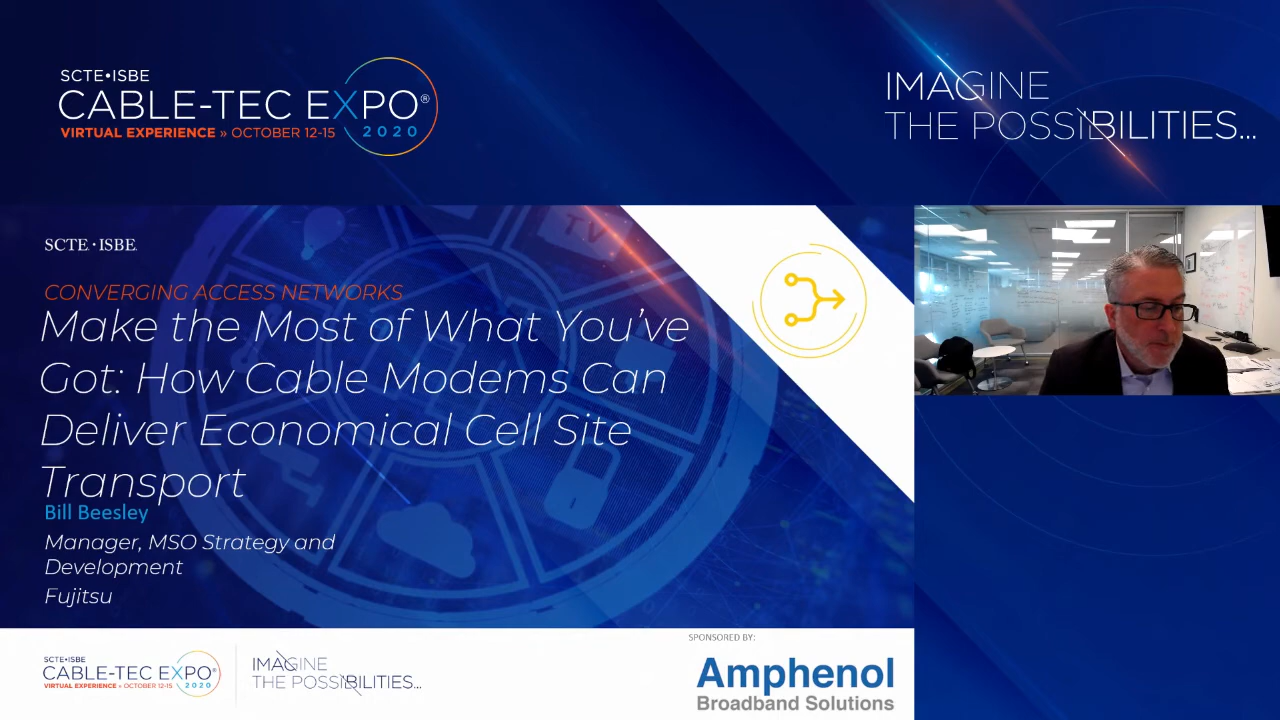 SCTE•ISBE
CABLE-TEC EXPO®
VIRTUAL EXPERIENCE » OCTOBER 12-15
2020
IMAGINE
THE POSSIBILITIES...
SCTE • ISBE
CONVERGING ACCESS NETWORKS
Make the Most of What You've
Got: How Cable Modems Can
Deliver Economical Cell Site
Transport
Bill Beesley
Manager, MSO Strategy and
Development
Fujitsu
TV
SCTE•ISBE
CABLE-TEC EXPO®
VIRTUAL EXPERIENCE » OCTOBER 12-15
2020
IMAGINE
THE POSSIBILITIES...
SPONSORED BY:
Amphenol
Broadband Solutions